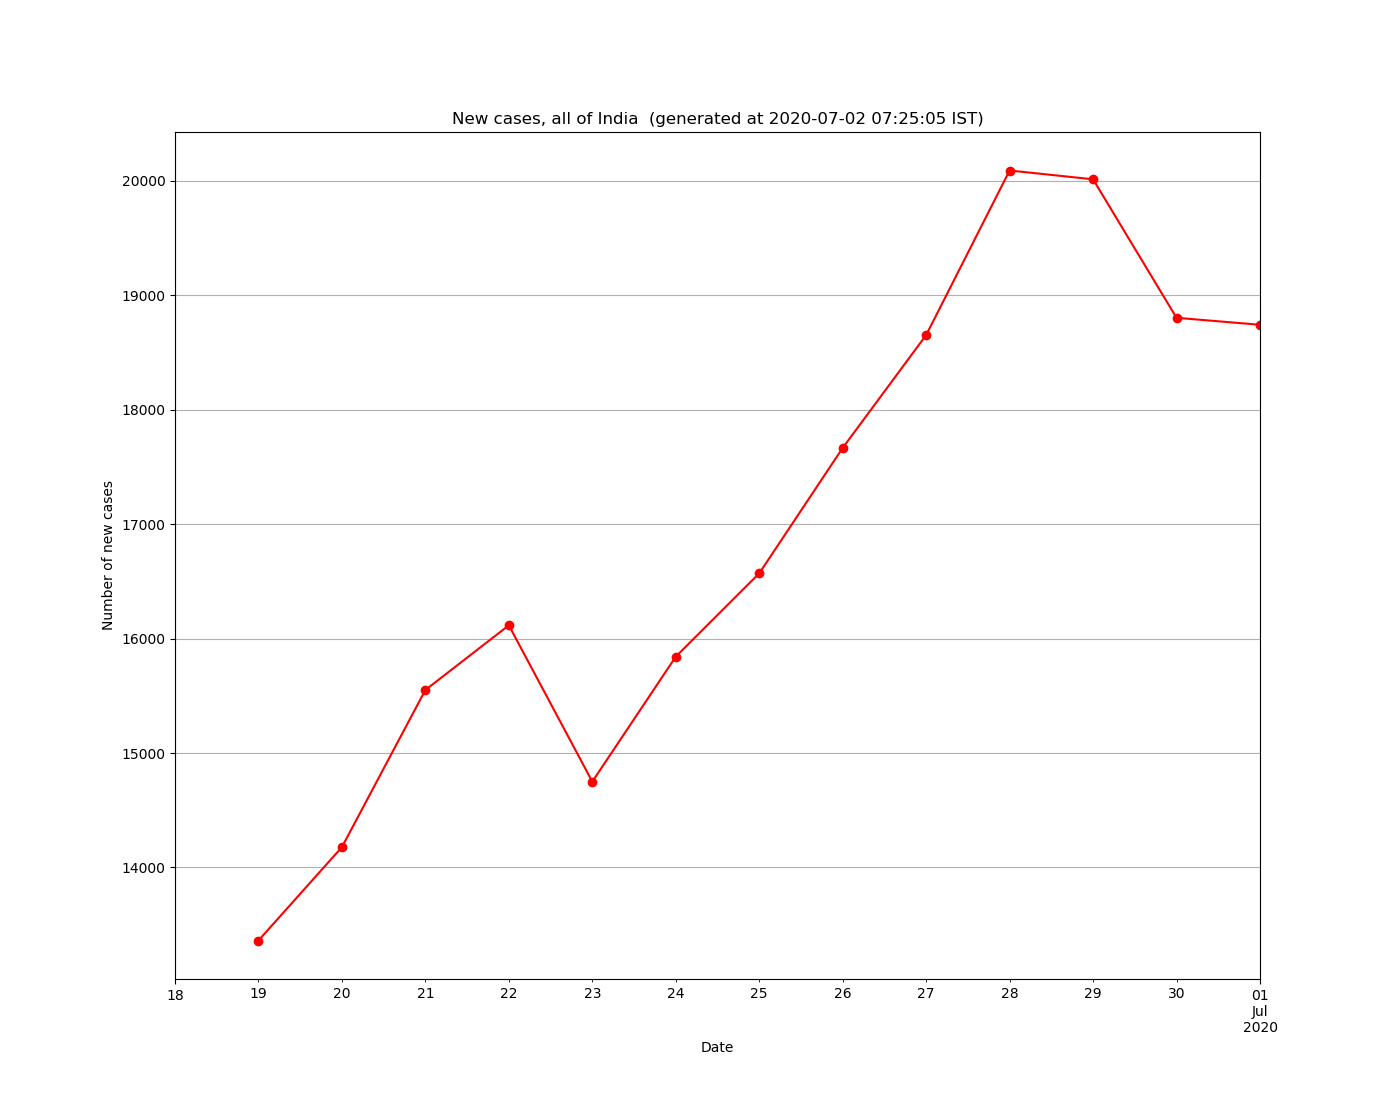 New cases, all of India  (generated at 2020-07-02 07:25:05 IST)
20000
19000
18000
17000
16000
15000
14000
Number of new cases
18 19 20 21 22 23 24 25 26 27 28 29 30 01
Jul
2020
Date